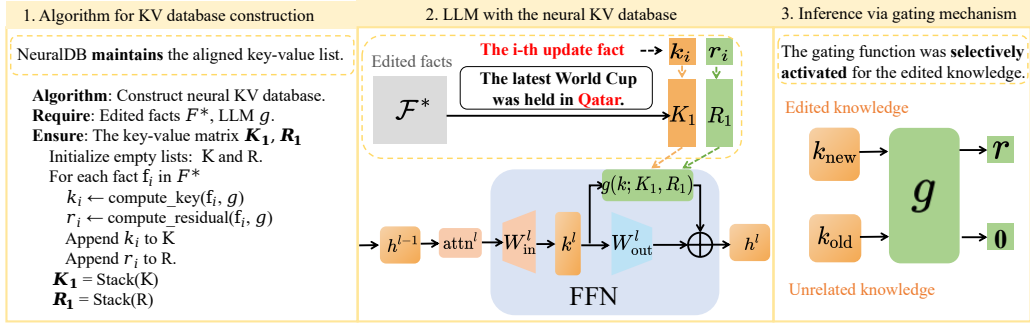 1. Algorithm for KV database construction
NeuralDB maintains the aligned key-value list.
Algorithm: Construct neural KV database.
Require: Edited facts F*, LLM g.
Ensure: The key-value matrix K₁, R₁
Initialize empty lists: K and R.
For each fact fᵢ in F*
kᵢ ← compute_key(fᵢ, g)
rᵢ ← compute_residual(fᵢ, g)
Append kᵢ to K
Append rᵢ to R.
K₁ = Stack(K)
R₁ = Stack(R)
2. LLM with the neural KV database
The i-th update fact
kᵢ
rᵢ
Edited facts
The latest World Cup
was held in Qatar.
F*
K₁
R₁
g(k; K₁, R₁)
hˡ⁻¹
attnˡ
Wˡ_in
kˡ
Wˡ_out
hˡ
FFN
3. Inference via gating mechanism
The gating function was selectively
activated for the edited knowledge.
Edited knowledge
k_new
g
r
k_old
0
Unrelated knowledge